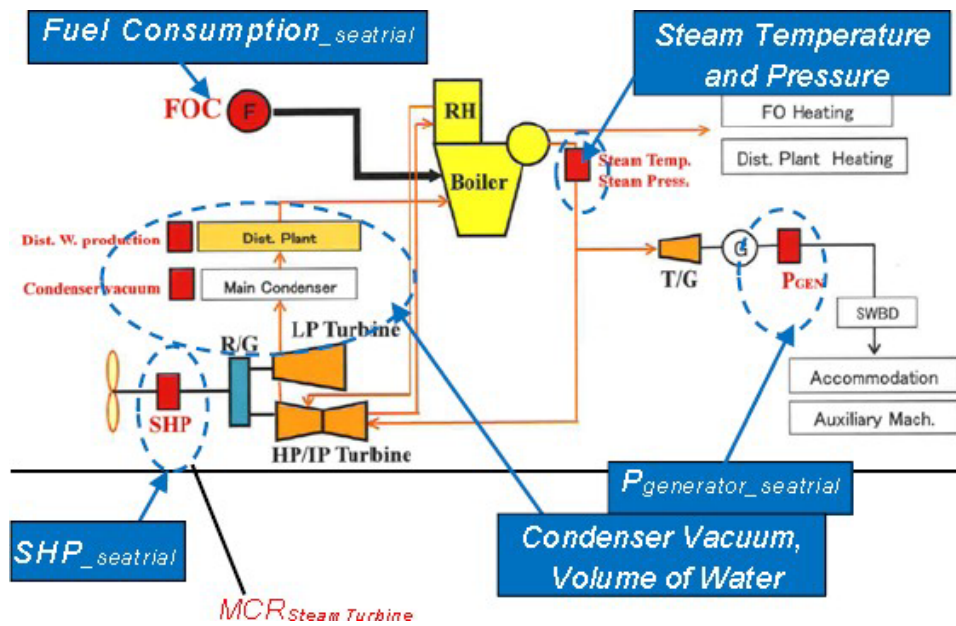 Fuel Consumption_seatrial
Steam Temperature
and Pressure
FOC
F
RH
Boiler
Steam Temp.
Steam Press.
FO Heating
Dist. Plant Heating
Dist. W. production
Dist. Plant
Condenser vacuum
Main Condenser
T/G
G
PGEN
SWBD
Accommodation
Auxiliary Mach.
LP Turbine
R/G
SHP
HP/IP Turbine
Pgenerator_seatrial
SHP_seatrial
Condenser Vacuum,
Volume of Water
MCRSteam Turbine